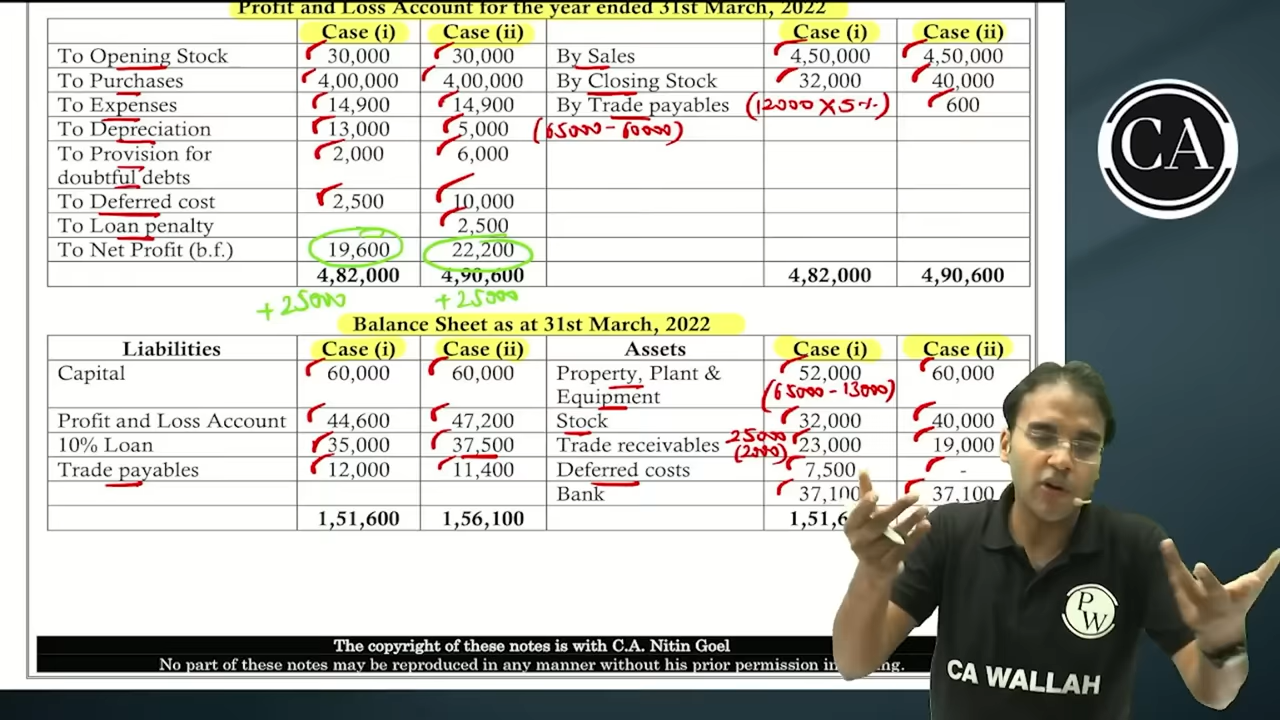 Profit and Loss Account for the year ended 31st March, 2022
Case (i) Case (ii) Case (i) Case (ii)
To Opening Stock 30,000 30,000 By Sales 4,50,000 4,50,000
To Purchases 4,00,000 4,00,000 By Closing Stock 32,000 40,000
To Expenses 14,900 14,900 By Trade payables (12000 X 5%) 600
To Depreciation 13,000 5,000 (65000 - 60000)
To Provision for 2,000 6,000
doubtful debts
To Deferred cost 2,500 10,000
To Loan penalty 2,500
To Net Profit (b.f.) 19,600 22,200
4,82,000 4,90,600 4,82,000 4,90,600
+25000 +25000
Balance Sheet as at 31st March, 2022
Liabilities Case (i) Case (ii) Assets Case (i) Case (ii)
Capital 60,000 60,000 Property, Plant & 52,000 60,000
Equipment (65000 - 13000)
Profit and Loss Account 44,600 47,200 Stock 32,000 40,000
10% Loan 35,000 37,500 Trade receivables 25000 23,000 19,000
(2000)
Trade payables 12,000 11,400 Deferred costs 7,500 -
Bank 37,100 37,100
1,51,600 1,56,100 1,51,6
The copyright of these notes is with C.A. Nitin Goel
No part of these notes may be reproduced in any manner without his prior permission in
CA
P
W
CA WALLAH